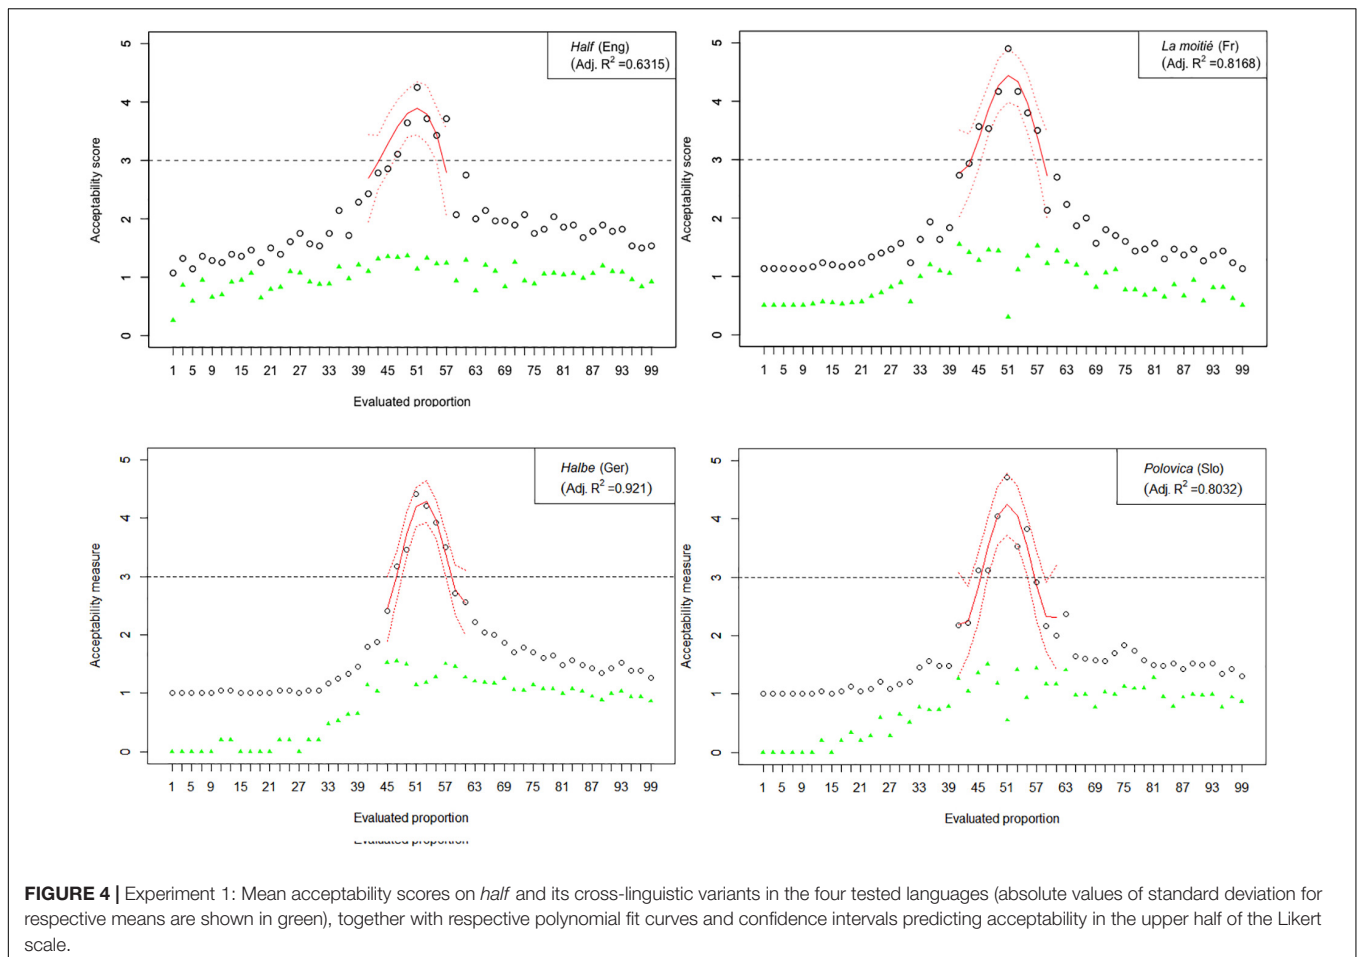 Half (Eng)
(Adj. R² =0.6315)
Acceptability score
5
4
3
2
1
0
1 5 9 15 21 27 33 39 45 51 57 63 69 75 81 87 93 99
Evaluated proportion
La moitié (Fr)
(Adj. R² =0.8168)
Acceptability score
5
4
3
2
1
0
1 5 9 15 21 27 33 39 45 51 57 63 69 75 81 87 93 99
Halbe (Ger)
(Adj. R² =0.921)
Acceptability measure
5
4
3
2
1
0
1 5 9 15 21 27 33 39 45 51 57 63 69 75 81 87 93 99
Evaluated proportion
Evaluated proportion
Polovica (Slo)
(Adj. R² =0.8032)
Acceptability measure
5
4
3
2
1
0
1 5 9 15 21 27 33 39 45 51 57 63 69 75 81 87 93 99
Evaluated proportion
FIGURE 4 | Experiment 1: Mean acceptability scores on half and its cross-linguistic variants in the four tested languages (absolute values of standard deviation for
respective means are shown in green), together with respective polynomial fit curves and confidence intervals predicting acceptability in the upper half of the Likert
scale.